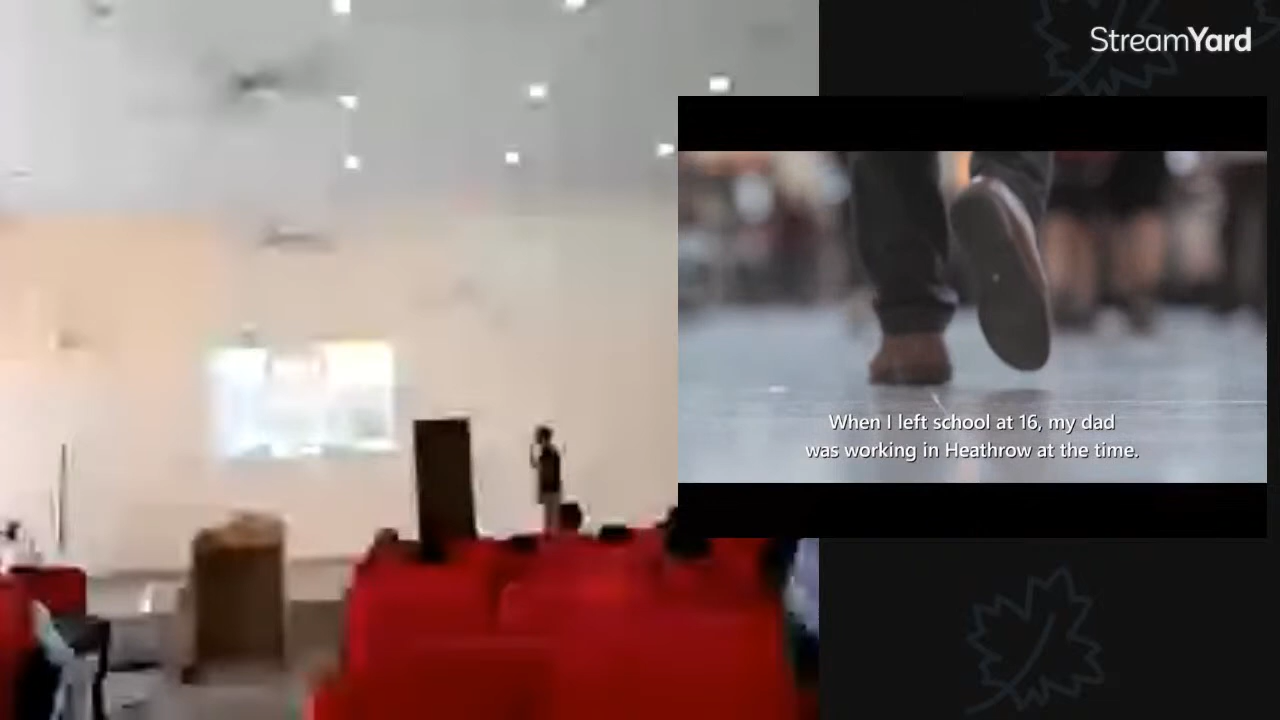 StreamYard
When I left school at 16, my dad
was working in Heathrow at the time.